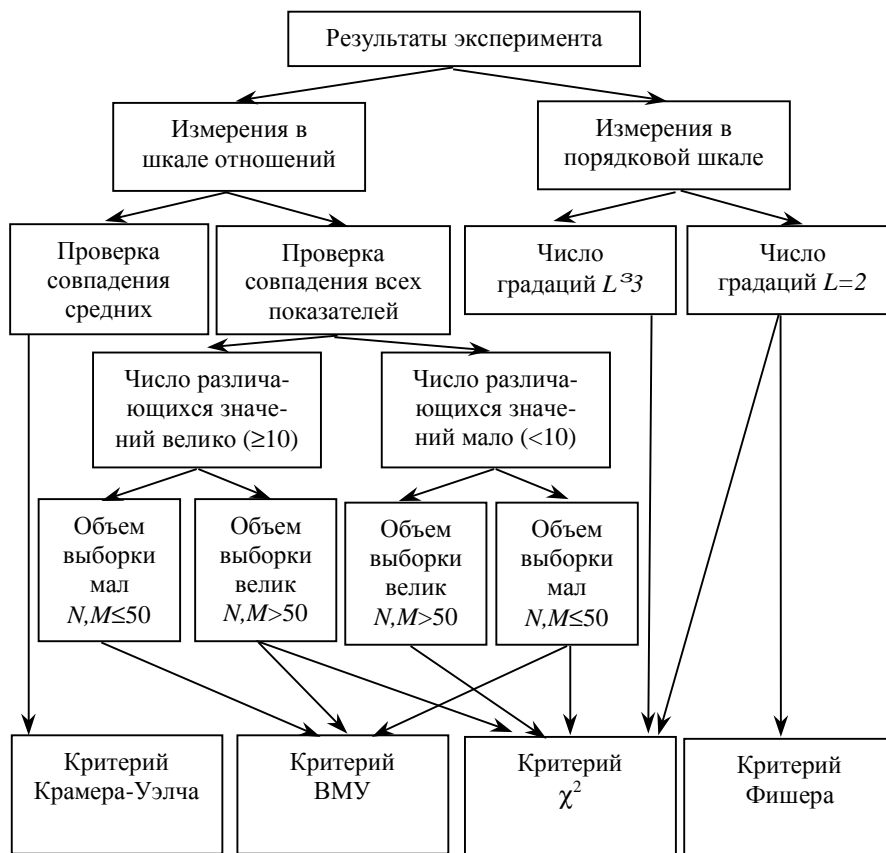 Результаты эксперимента
Измерения в
шкале отношений
Измерения в
порядковой шкале
Проверка
совпадения
средних
Проверка
совпадения всех
показателей
Число
градаций L³3
Число
градаций L=2
Число различа-
ющихся значе-
ний велико (≥10)
Число различа-
ющихся значе-
ний мало (<10)
Объем
выборки
мал
N,M≤50
Объем
выборки
велик
N,M>50
Объем
выборки
велик
N,M>50
Объем
выборки
мал
N,M≤50
Критерий
Крамера-Уэлча
Критерий
ВМУ
Критерий
χ²
Критерий
Фишера